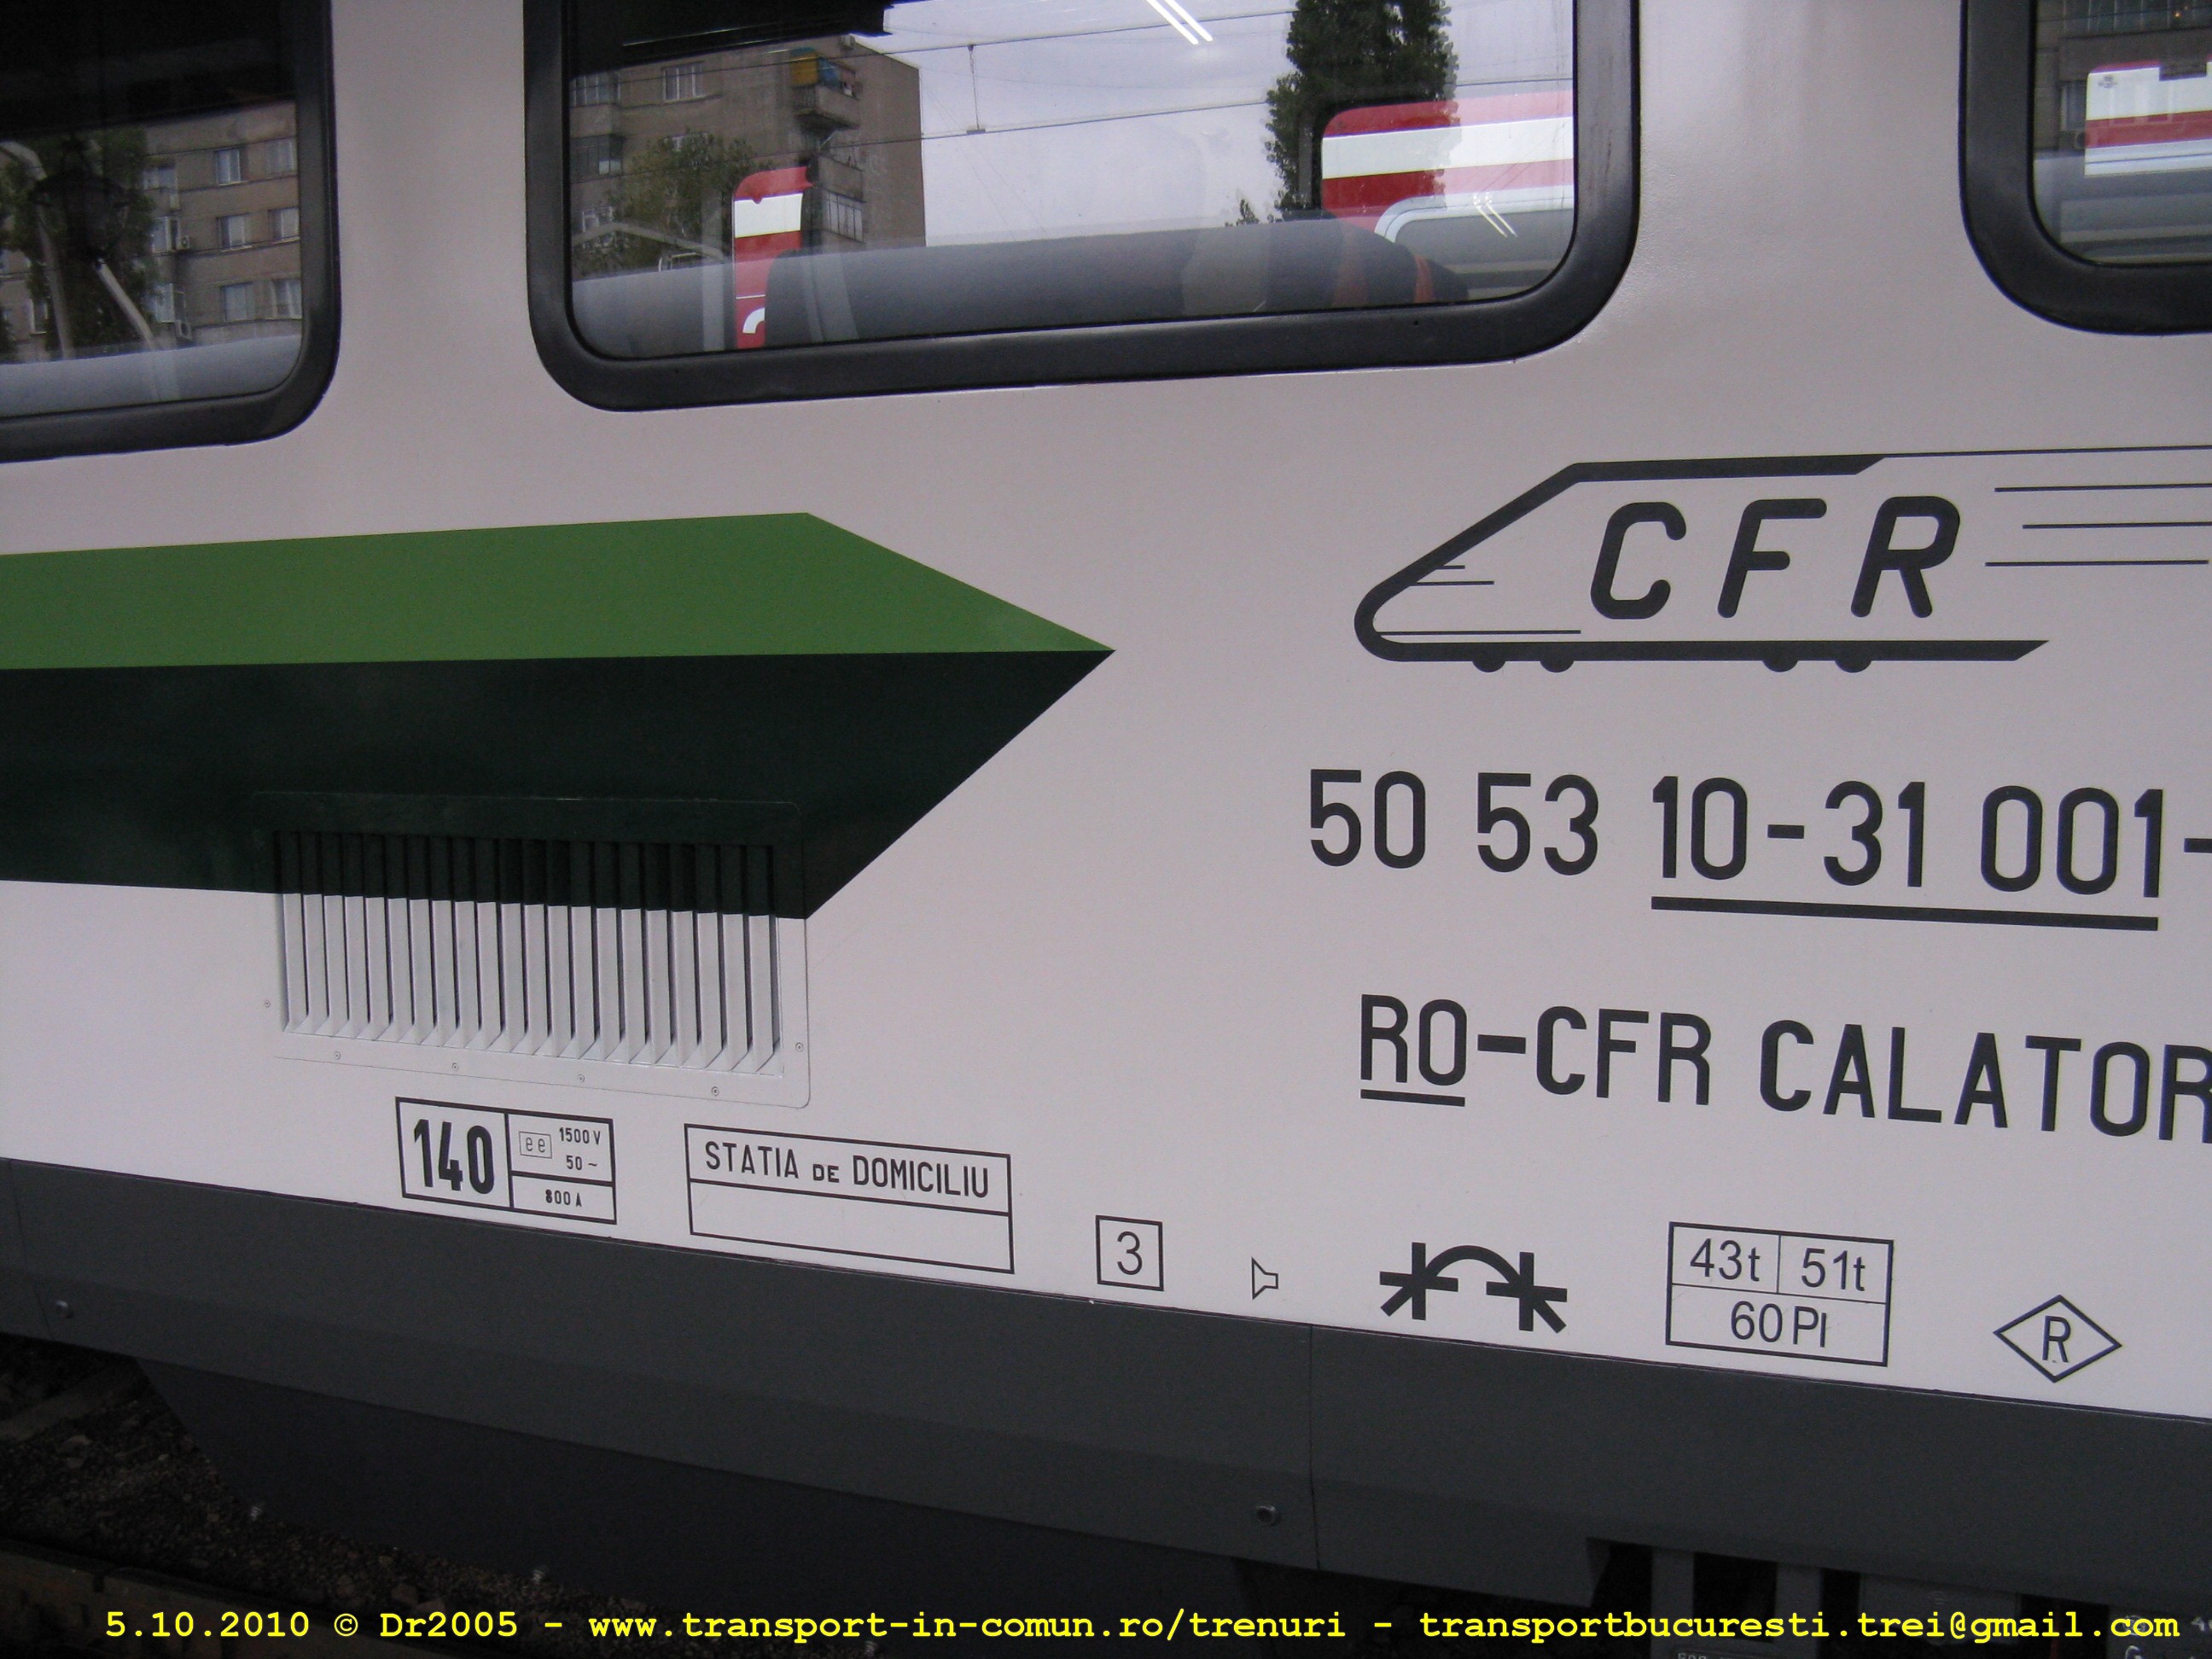 CFR
50 53 10-31 001-
RO-CFR CALATOR
140
ee 1500 V
50 ~
800 A
STATIA DE DOMICILIU
3
43t 51t
60 Pl
R
5.10.2010 © Dr2005 - www.transport-in-comun.ro/trenuri - transportbucuresti.trei@gmail.com